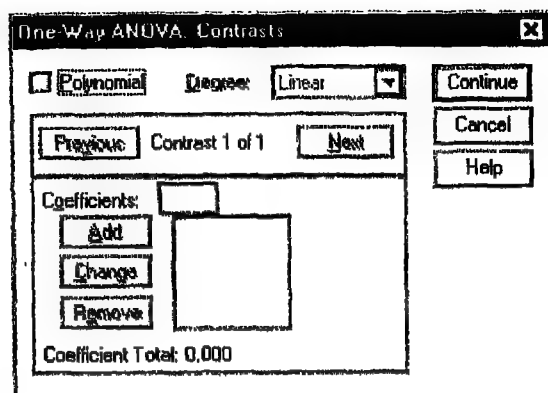 One-Way ANOVA: Contrasts
Polynomial Degree: Linear Continue
Previous Contrast 1 of 1 Next Cancel
Help
Coefficients:
Add
Change
Remove
Coefficient Total: 0,000